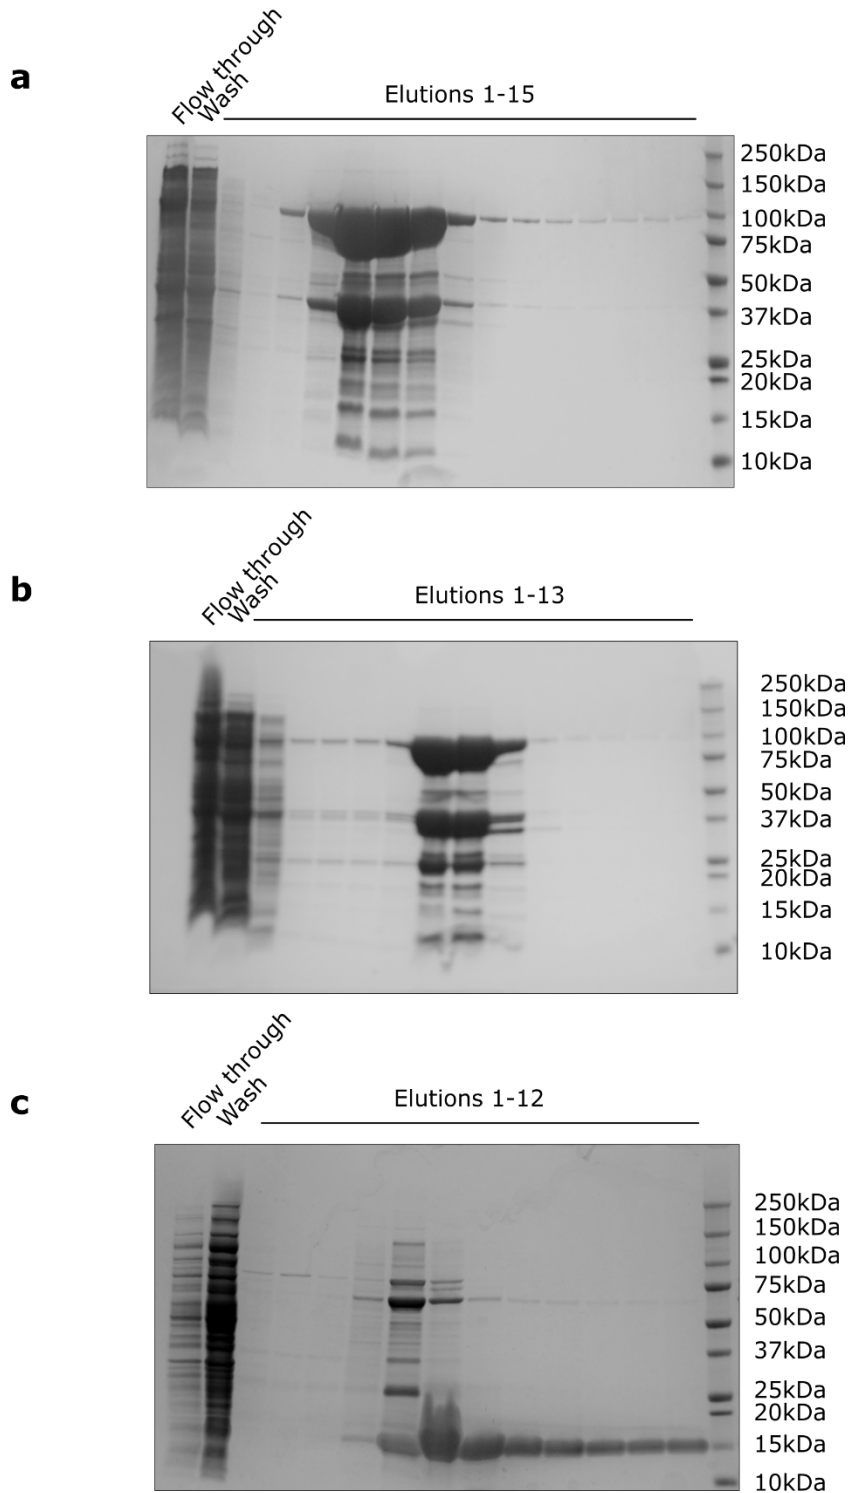 a
Flow through
Wash
Elutions 1-15
250kDa
150kDa
100kDa
75kDa
50kDa
37kDa
25kDa
20kDa
15kDa
10kDa
b
Flow through
Wash
Elutions 1-13
250kDa
150kDa
100kDa
75kDa
50kDa
37kDa
25kDa
20kDa
15kDa
10kDa
c
Flow through
Wash
Elutions 1-12
250kDa
150kDa
100kDa
75kDa
50kDa
37kDa
25kDa
20kDa
15kDa
10kDa